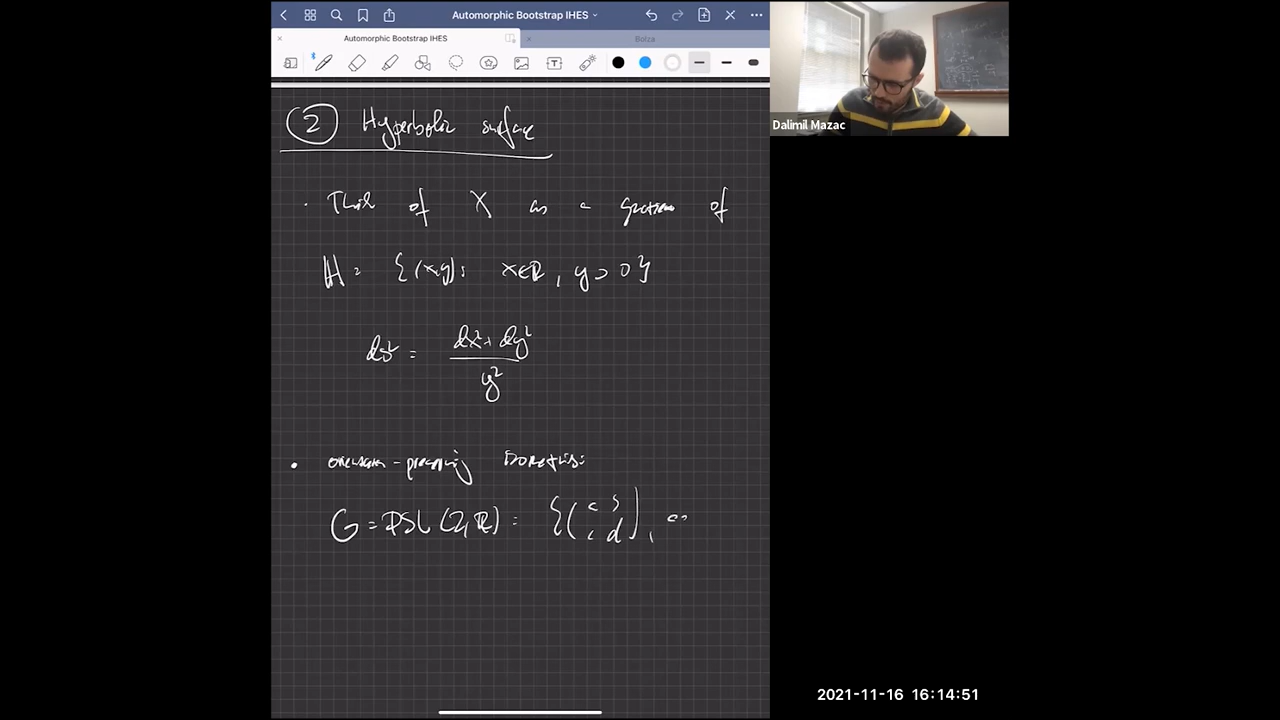 Automorphic Bootstrap IHES
Automorphic Bootstrap IHES
Bolza
T
Dalimil Mazac
2 Hyperbolic surface
· Think of X as a quotient of
ℍ = {(x,y): x∈ℝ, y > 0}
ds² = dx² + dy² / y²
· orientation-preserving isometries:
G = PSL(2,ℝ) = {(a b
c d),
2021-11-16 16:14:51